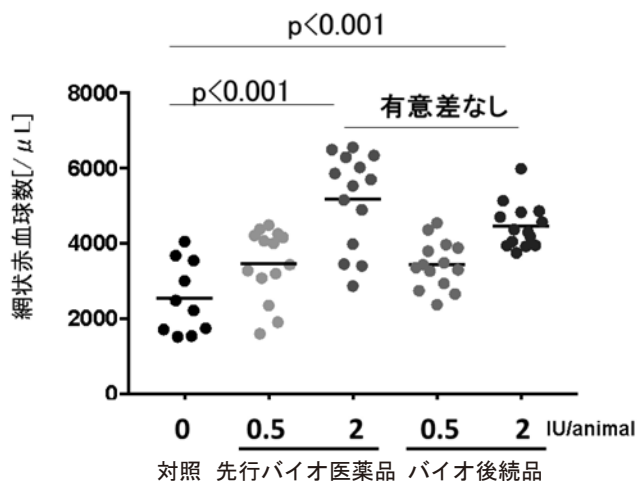 p<0.001
p<0.001
有意差なし
網状赤血球数[/μL]
8000
6000
4000
2000
0
0 0.5 2 0.5 2 IU/animal
対照 先行バイオ医薬品 バイオ後続品